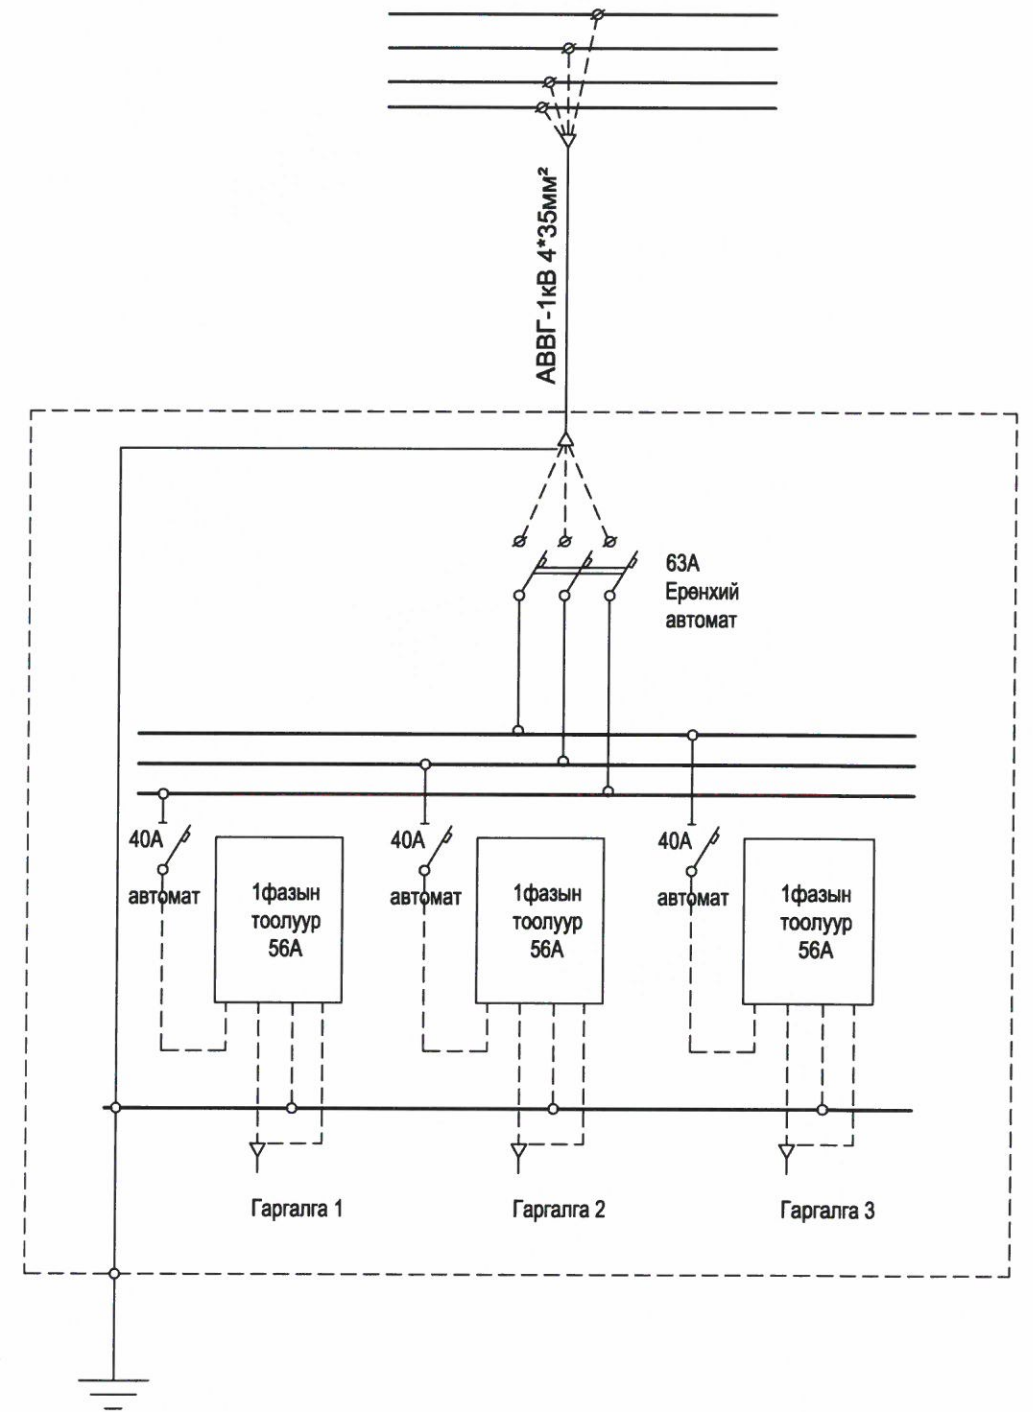 АВВГ-1кВ 4*35мм²
63А
Ерөнхий
автомат
40А
автомат
1фазын
тоолуур
56А
40А
автомат
1фазын
тоолуур
56А
40А
автомат
1фазын
тоолуур
56А
Гаргалга 1
Гаргалга 2
Гаргалга 3